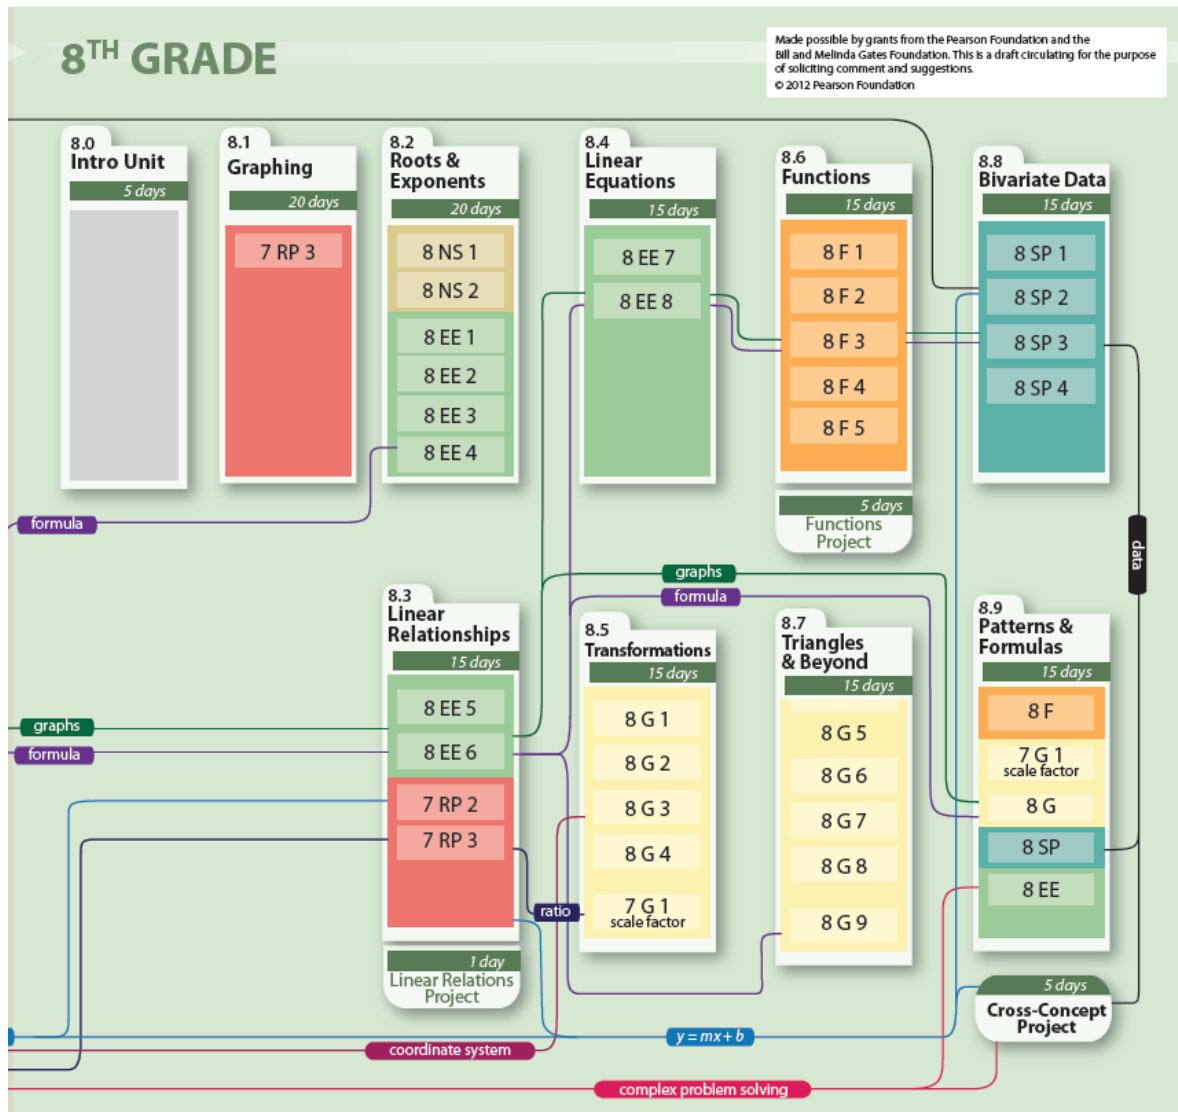 8TH GRADE
Made possible by grants from the Pearson Foundation and the
Bill and Melinda Gates Foundation. This is a draft circulating for the purpose
of soliciting comment and suggestions.
© 2012 Pearson Foundation
8.0
Intro Unit
5 days
8.1
Graphing
20 days
7 RP 3
8.2
Roots &
Exponents
20 days
8 NS 1
8 NS 2
8 EE 1
8 EE 2
8 EE 3
8 EE 4
8.4
Linear
Equations
15 days
8 EE 7
8 EE 8
8.6
Functions
15 days
8 F 1
8 F 2
8 F 3
8 F 4
8 F 5
5 days
Functions
Project
8.8
Bivariate Data
15 days
8 SP 1
8 SP 2
8 SP 3
8 SP 4
formula
data
graphs
formula
8.3
Linear
Relationships
15 days
8 EE 5
8 EE 6
7 RP 2
7 RP 3
1 day
Linear Relations
Project
graphs
formula
ratio
8.5
Transformations
15 days
8 G 1
8 G 2
8 G 3
8 G 4
7 G 1
scale factor
8.7
Triangles
& Beyond
15 days
8 G 5
8 G 6
8 G 7
8 G 8
8 G 9
8.9
Patterns &
Formulas
15 days
8 F
7 G 1
scale factor
8 G
8 SP
8 EE
5 days
Cross-Concept
Project
y = mx + b
coordinate system
complex problem solving